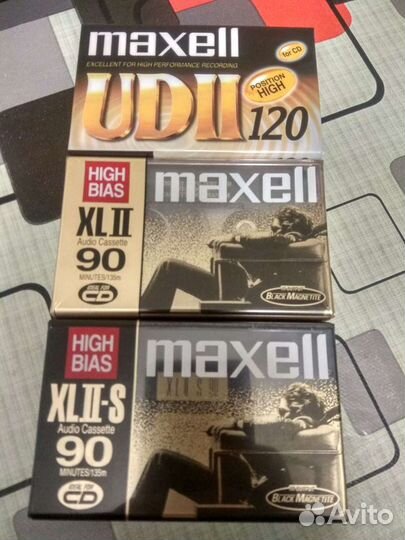 maxell
for CD
EXCELLENT FOR HIGH PERFORMANCE RECORDING
UDII 120
POSITION
HIGH
HIGH
BIAS
maxell
XLII
Audio Cassette
90
MINUTES/135m
IDEAL FOR
CD
BLACK MAGNETITE
HIGH
BIAS
maxell
XLII-S
Audio Cassette
90
MINUTES/135m
IDEAL FOR
CD
BLACK MAGNETITE
Avito